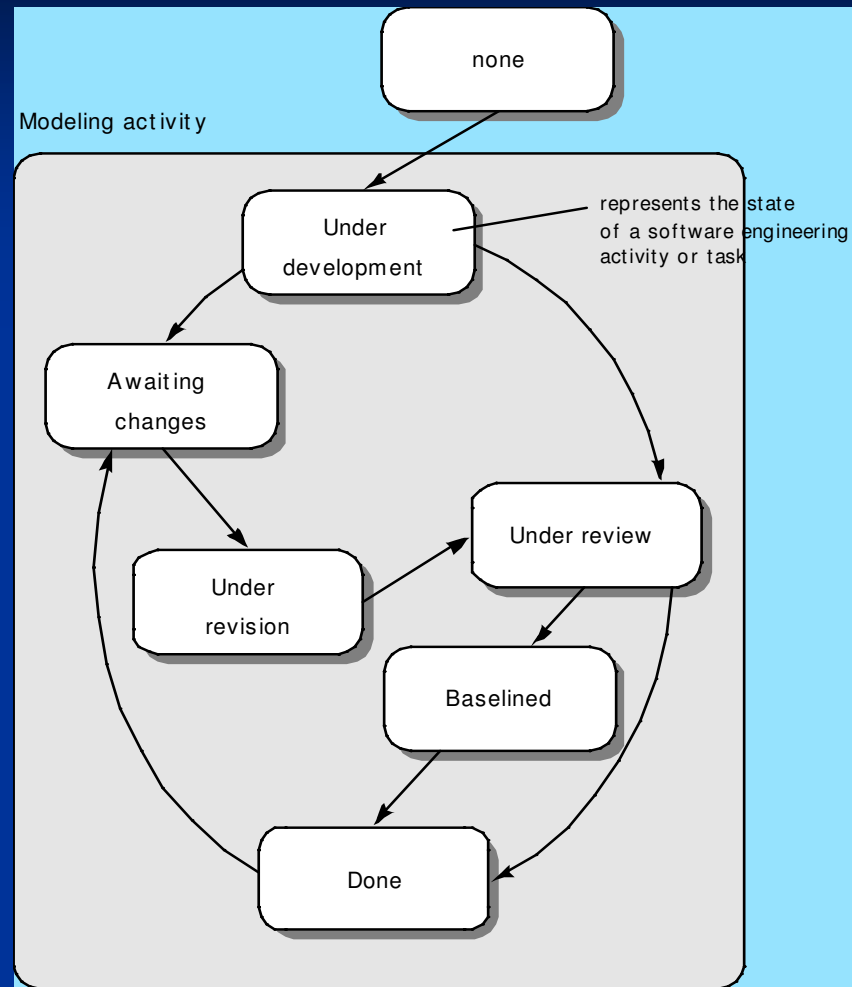 none
Modeling activity
represents the state
of a software engineering
activity or task
Under
development
Awaiting
changes
Under review
Under
revision
Baselined
Done